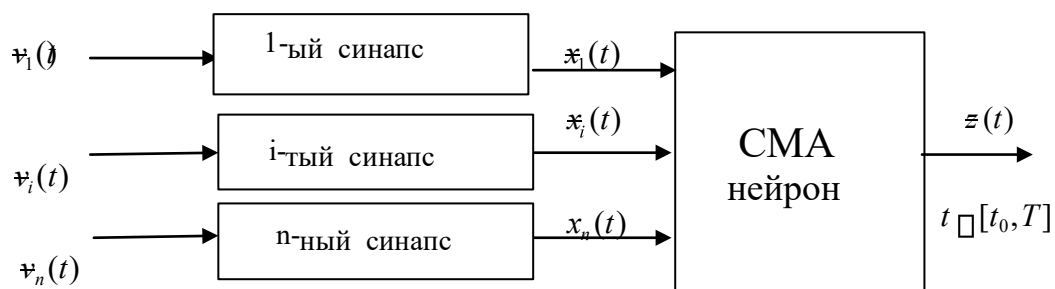 v₁(t)
1-ый синапс
x₁(t)
vᵢ(t)
i-тый синапс
xᵢ(t)
vₙ(t)
n-ный синапс
xₙ(t)
СМА
нейрон
z(t)
t □ [t₀, T]